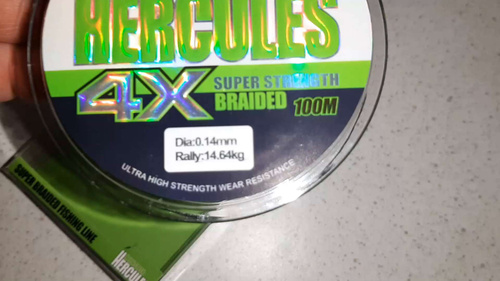 HERCULES
4X SUPER STRENGTH
BRAIDED 100M
Dia:0.14mm
Rally:14.64kg
ULTRA HIGH STRENGTH WEAR RESISTANCE
SUPER BRAIDED FISHING LINE